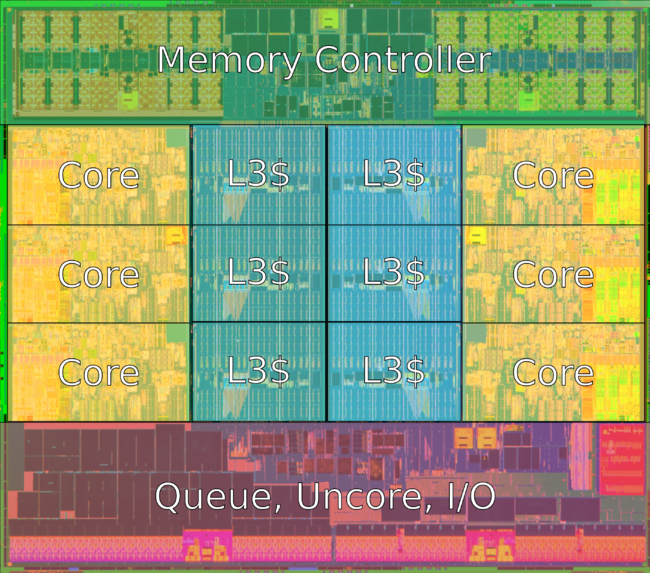 Memory Controller
Core L3$ L3$ Core
Core L3$ L3$ Core
Core L3$ L3$ Core
Queue, Uncore, I/O